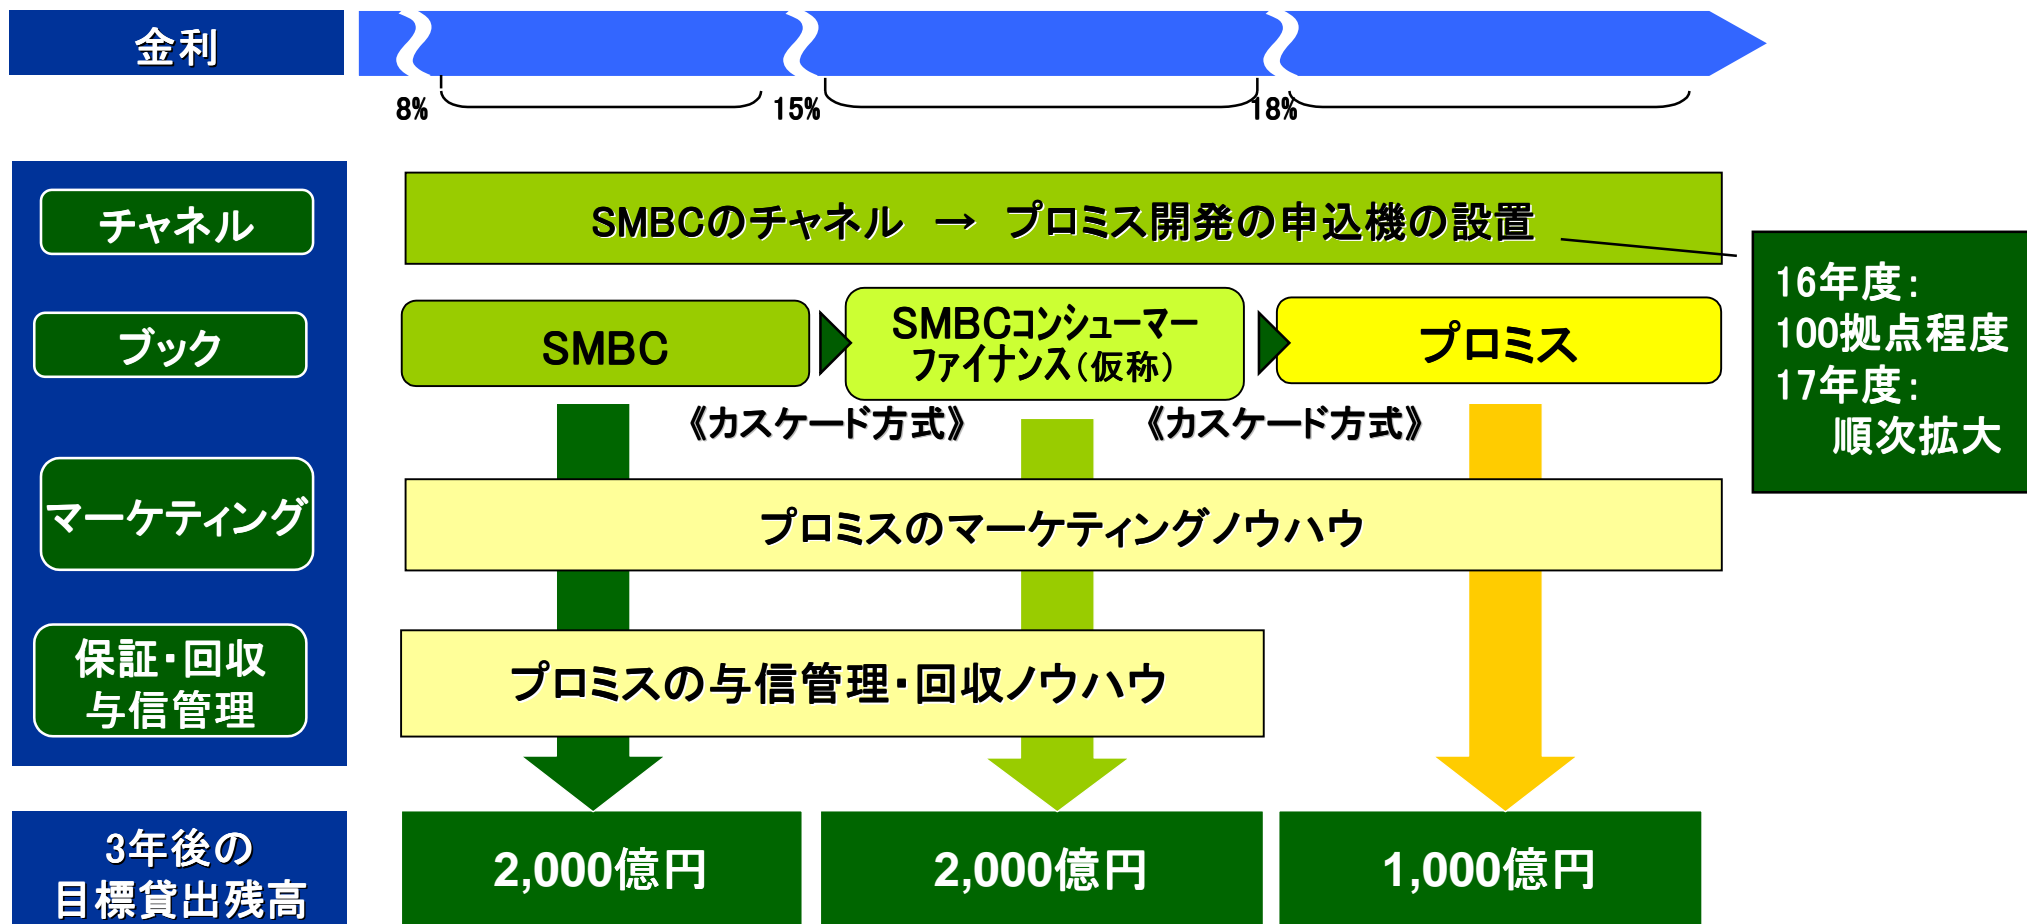 金利
8%
15%
18%
チャネル
SMBCのチャネル → プロミス開発の申込機の設置
16年度:
100拠点程度
17年度:
順次拡大
ブック
SMBC
SMBCコンシューマー
ファイナンス(仮称)
プロミス
《カスケード方式》
《カスケード方式》
マーケティング
プロミスのマーケティングノウハウ
保証・回収
与信管理
プロミスの与信管理・回収ノウハウ
3年後の
目標貸出残高
2,000億円
2,000億円
1,000億円